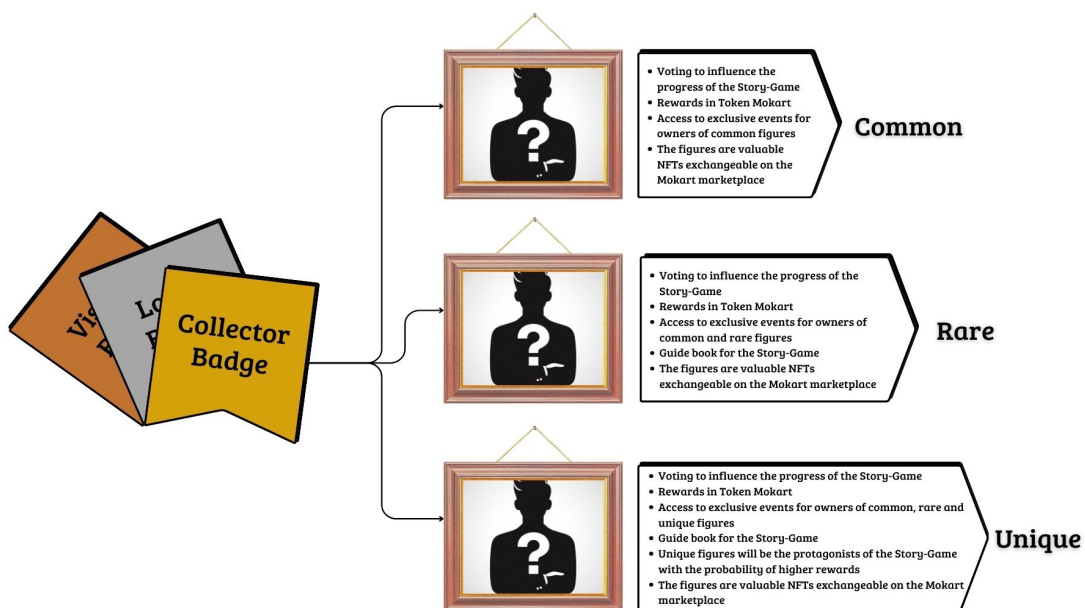 Collector
Badge
?
• Voting to influence the
progress of the Story-Game
• Rewards in Token Mokart
• Access to exclusive events for
owners of common figures
• The figures are valuable
NFTs exchangeable on the
Mokart marketplace
Common
?
• Voting to influence the progress of the
Story-Game
• Rewards in Token Mokart
• Access to exclusive events for owners of
common and rare figures
• Guide book for the Story-Game
• The figures are valuable NFTs
exchangeable on the Mokart marketplace
Rare
?
• Voting to influence the progress of the Story-Game
• Rewards in Token Mokart
• Access to exclusive events for owners of common, rare and
unique figures
• Guide book for the Story-Game
• Unique figures will be the protagonists of the Story-Game
with the probability of higher rewards
• The figures are valuable NFTs exchangeable on the Mokart
marketplace
Unique